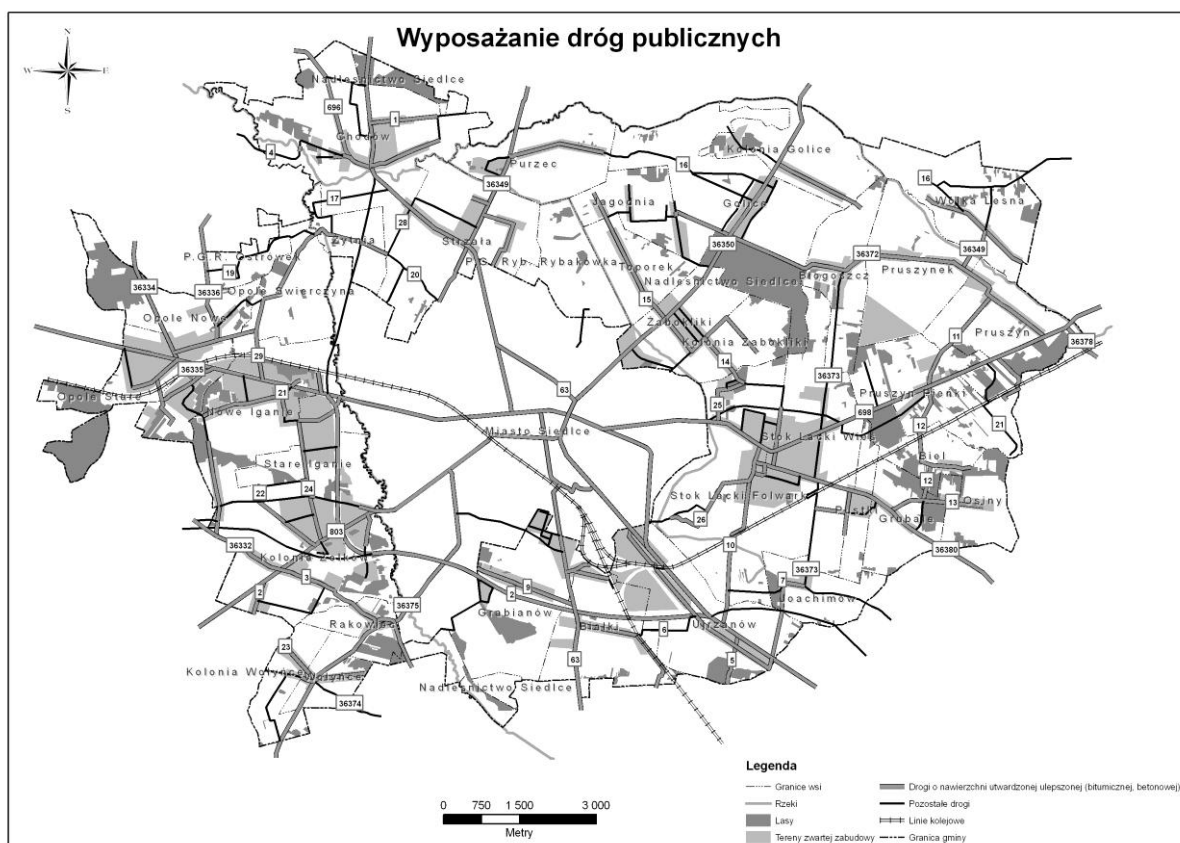 Wyposażanie dróg publicznych
N
W E
S
Nadleśnictwo Siedlce
696
1
Chodów
4
Purzec
16
Kolonia Golice
36349
17
28
Jagodnia
Golice
16
Wólka Leśna
Żytnia
Strzała
36350
36349
P.G.R. Ostrówek
P.G. Ryb. Rybakówka
Toporek
Błogoszcz
36372
Pruszynek
19
20
Nadleśnictwo Siedlce
36334
36336
Opole Świerczyna
15
Opole Nowe
Żabokliki
Pruszyn
11
29
Kolonia Żabokliki
36378
36335
14
36373
21
63
Pruszyn Pieńki
Opole Stare
Nowe Iganie
25
698
12
21
Miasto Siedlce
Stok Lacki Wieś
Stare Iganie
Biel
22
24
Stok Lacki Folwark
12
13
Osiny
26
Pustki
Grubale
803
36332
10
36380
Kolonia Żelków
3
9
7
36373
2
2
Joachimów
36375
Grabianów
Rakowiec
Białki
6
Ujrzanów
23
63
5
Kolonia Wołyńce
Wołyńce
Nadleśnictwo Siedlce
36374
Legenda
Granice wsi
Drogi o nawierzchni utwardzonej ulepszonej (bitumicznej, betonowej)
Rzeki
Pozostałe drogi
Lasy
Linie kolejowe
Tereny zwartej zabudowy
Granica gminy
0 750 1 500 3 000
Metry